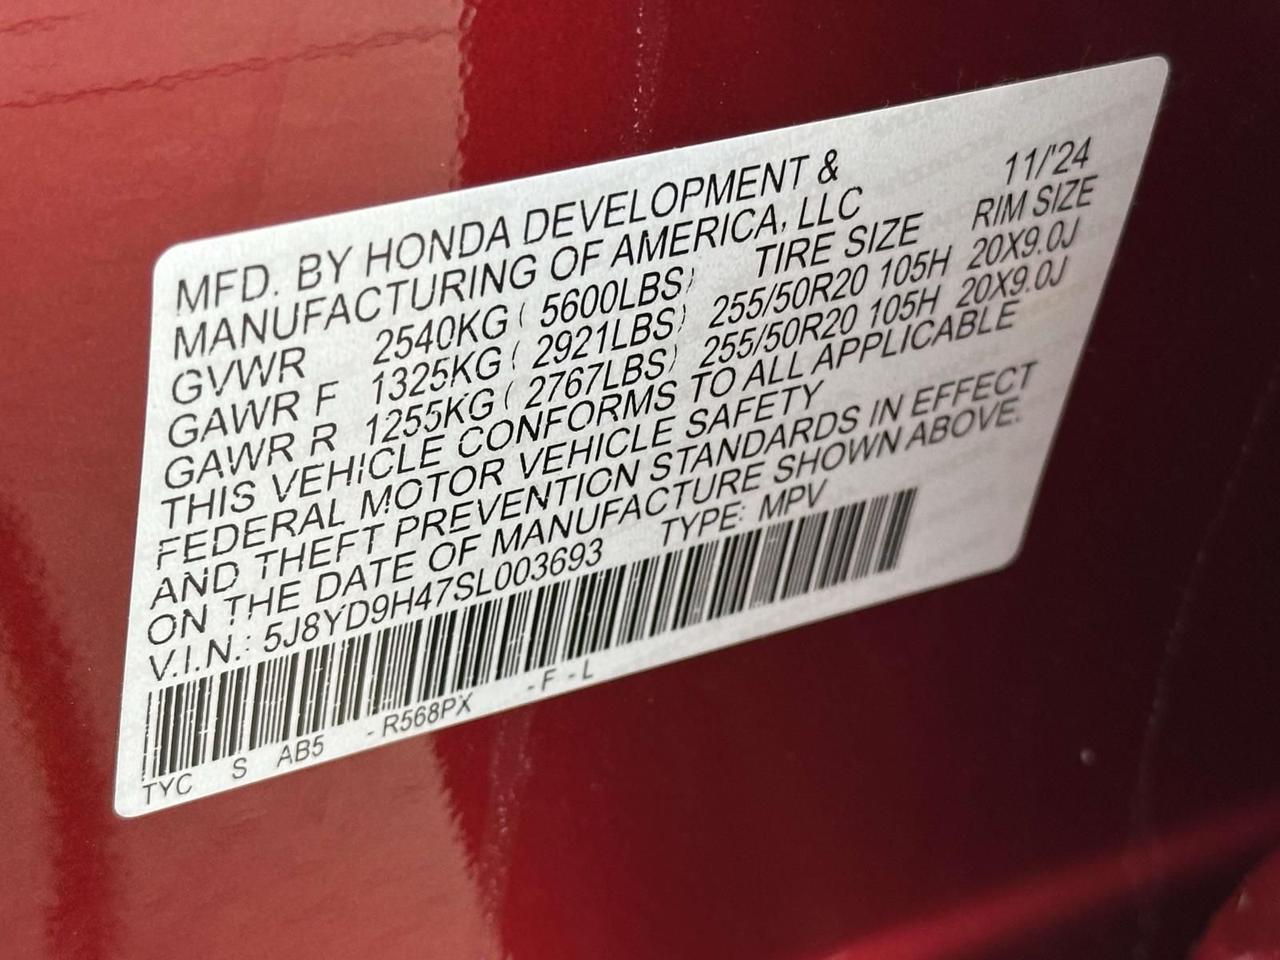 MFD. BY HONDA DEVELOPMENT & 11/'24
MANUFACTURING OF AMERICA, LLC
TIRE SIZE RIM SIZE
GVWR 2540KG ( 5600LBS)
GAWR F 1325KG ( 2921LBS) 255/50R20 105H 20X9.0J
GAWR R 1255KG ( 2767LBS) 255/50R20 105H 20X9.0J
THIS VEHICLE CONFORMS TO ALL APPLICABLE
FEDERAL MOTOR VEHICLE SAFETY
AND THEFT PREVENTION STANDARDS IN EFFECT
ON THE DATE OF MANUFACTURE SHOWN ABOVE.
V.I.N.: 5J8YD9H47SL003693 TYPE: MPV
TYC S AB5 -R568PX -F-L